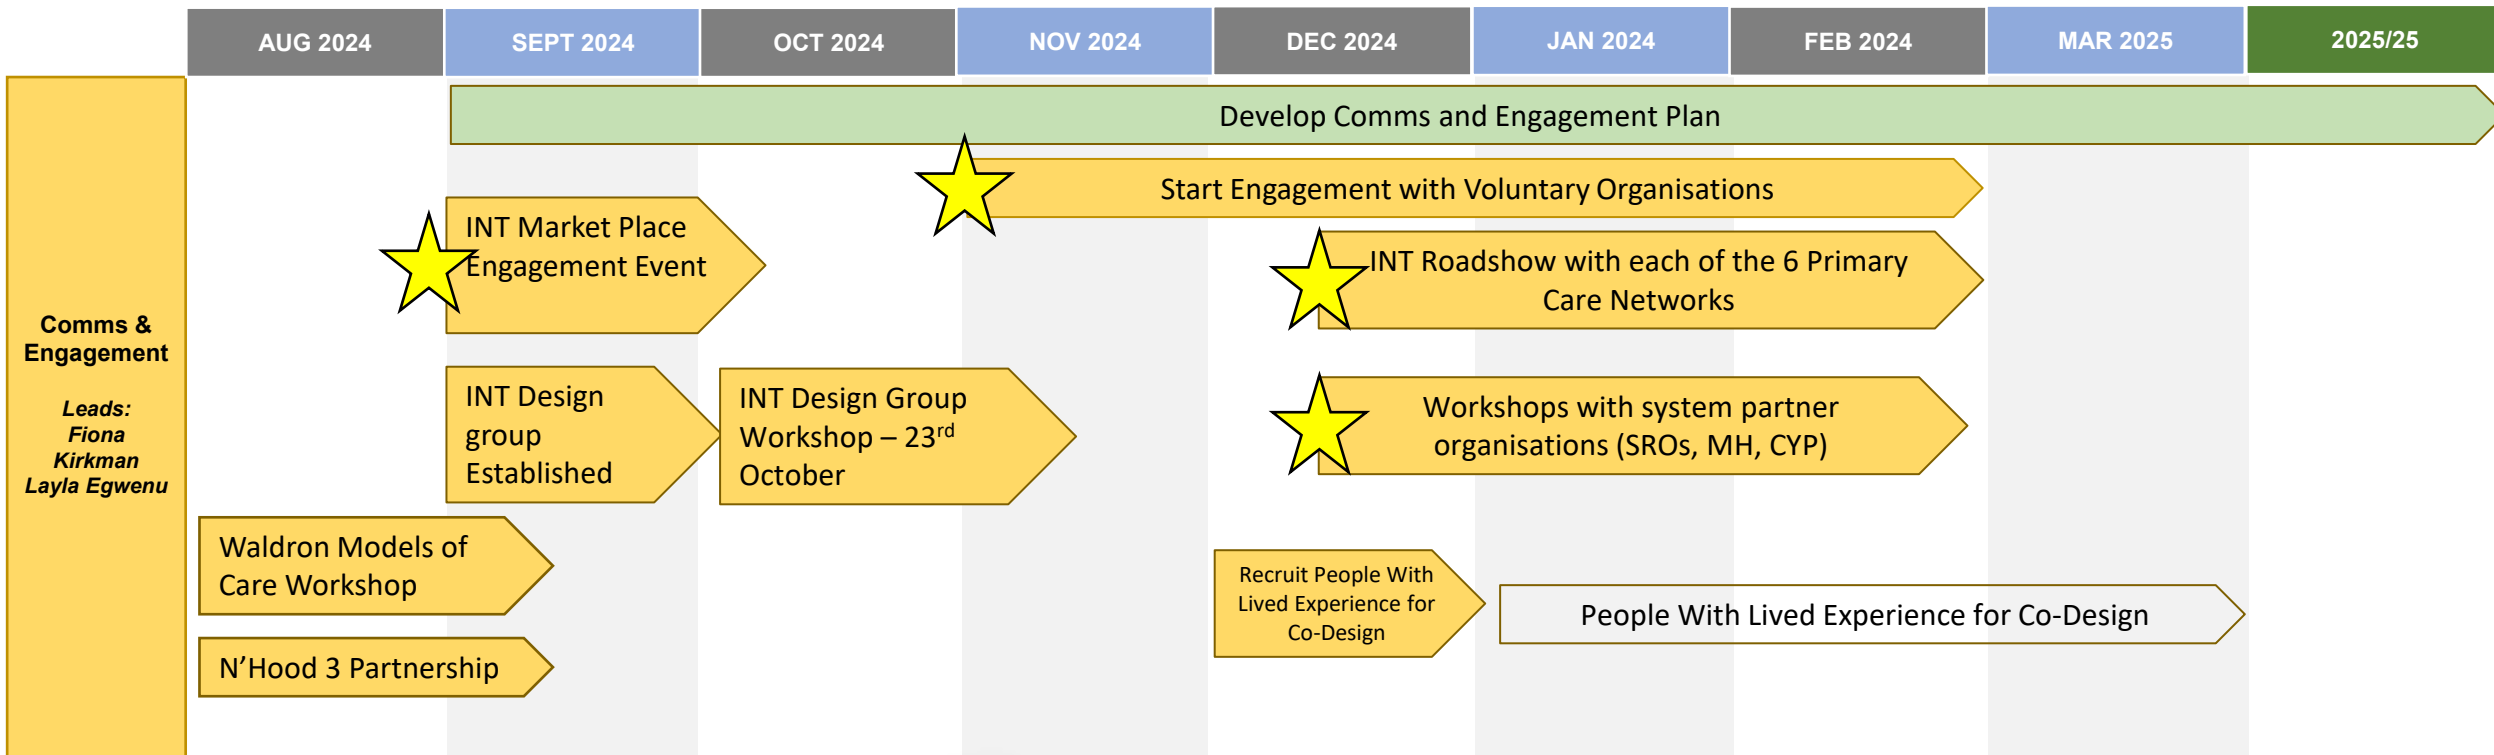 AUG 2024
SEPT 2024
OCT 2024
NOV 2024
DEC 2024
JAN 2024
FEB 2024
MAR 2025
2025/25
Comms &
Engagement
Leads:
Fiona
Kirkman
Layla Egwenu
Develop Comms and Engagement Plan
Start Engagement with Voluntary Organisations
INT Market Place
Engagement Event
INT Roadshow with each of the 6 Primary
Care Networks
INT Design
group
Established
INT Design Group
Workshop – 23rd
October
Workshops with system partner
organisations (SROs, MH, CYP)
Waldron Models of
Care Workshop
Recruit People With
Lived Experience for
Co-Design
People With Lived Experience for Co-Design
N’Hood 3 Partnership